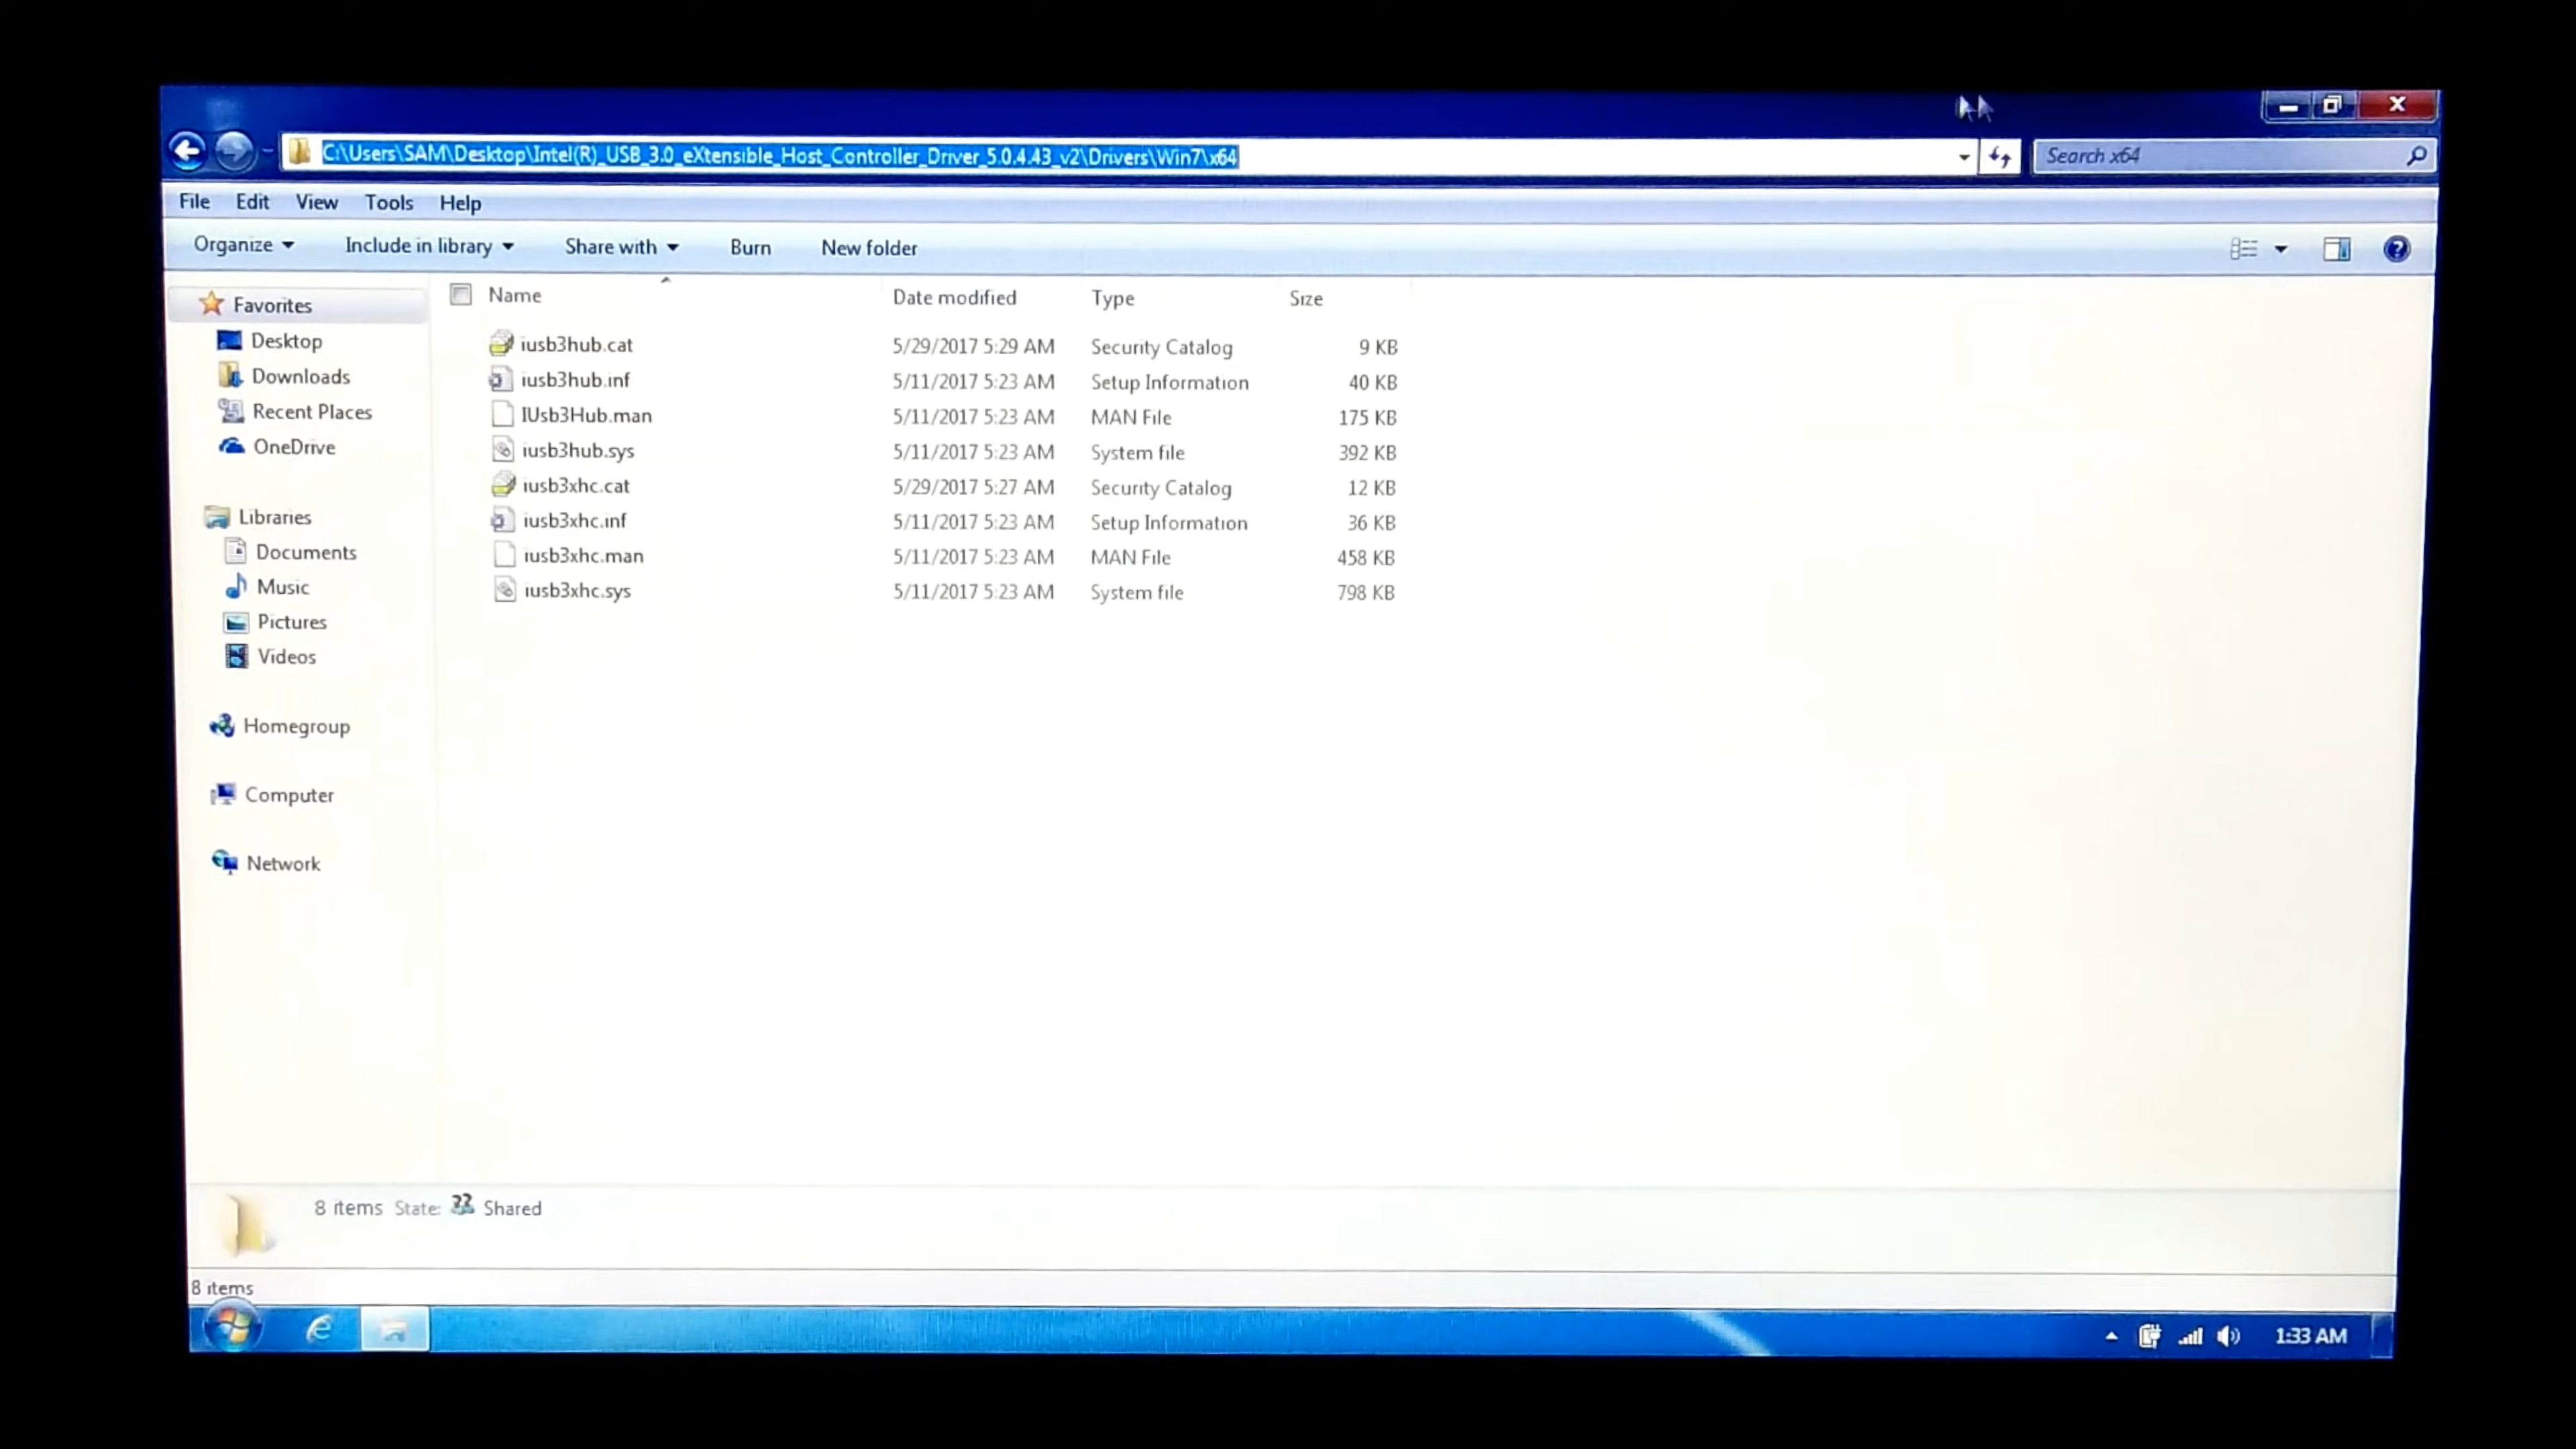 C:\Users\SAM\Desktop\Intel(R)_USB_3.0_eXtensible_Host_Controller_Driver_5.0.4.43_v2\Drivers\Win7\x64
Search x64
File Edit View Tools Help
Organize Include in library Share with Burn New folder
Name Date modified Type Size
Favorites
Desktop
Downloads
Recent Places
OneDrive
Libraries
Documents
Music
Pictures
Videos
Homegroup
Computer
Network
iusb3hub.cat 5/29/2017 5:29 AM Security Catalog 9 KB
iusb3hub.inf 5/11/2017 5:23 AM Setup Information 40 KB
IUsb3Hub.man 5/11/2017 5:23 AM MAN File 175 KB
iusb3hub.sys 5/11/2017 5:23 AM System file 392 KB
iusb3xhc.cat 5/29/2017 5:27 AM Security Catalog 12 KB
iusb3xhc.inf 5/11/2017 5:23 AM Setup Information 36 KB
iusb3xhc.man 5/11/2017 5:23 AM MAN File 458 KB
iusb3xhc.sys 5/11/2017 5:23 AM System file 798 KB
8 items State: Shared
8 items
1:33 AM